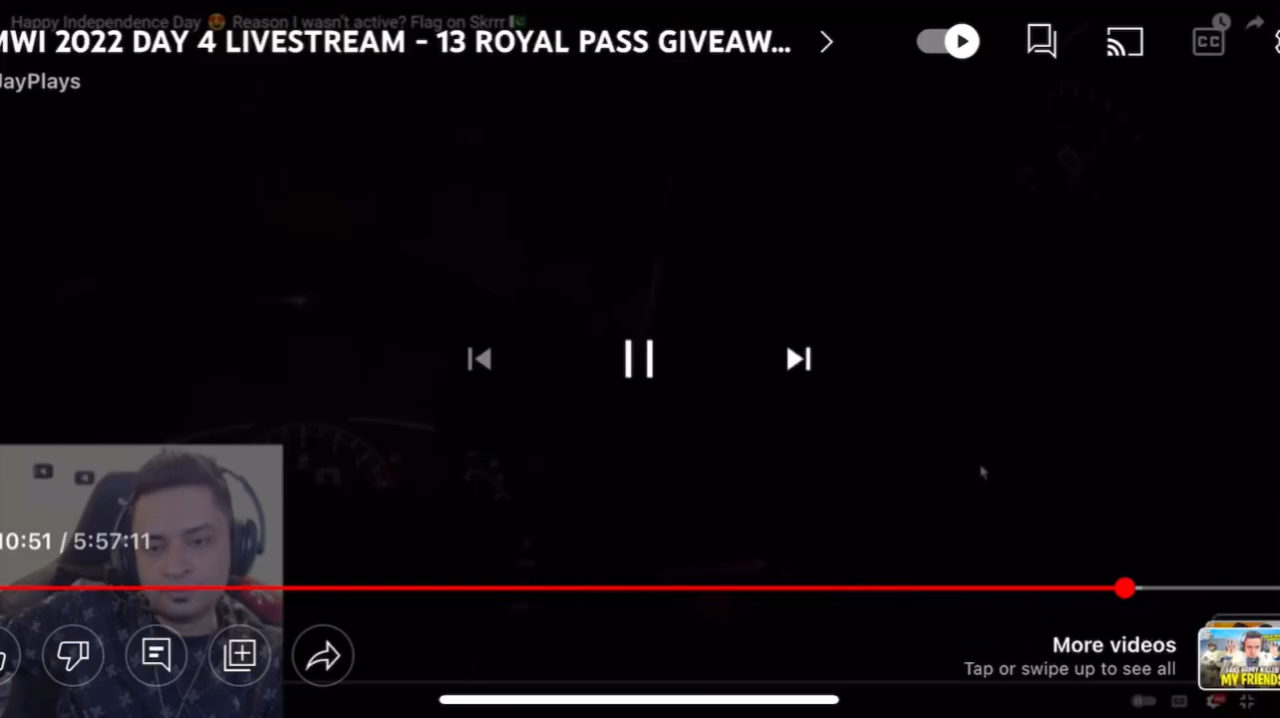 Happy Independence Day 🤩 Reason I wasn't active? Flag on Skrrr 🇵🇰
MWI 2022 DAY 4 LIVESTREAM - 13 ROYAL PASS GIVEAW...
CC
JayPlays
10:51 / 5:57:11
More videos
Tap or swipe up to see all
MY FRIENDS